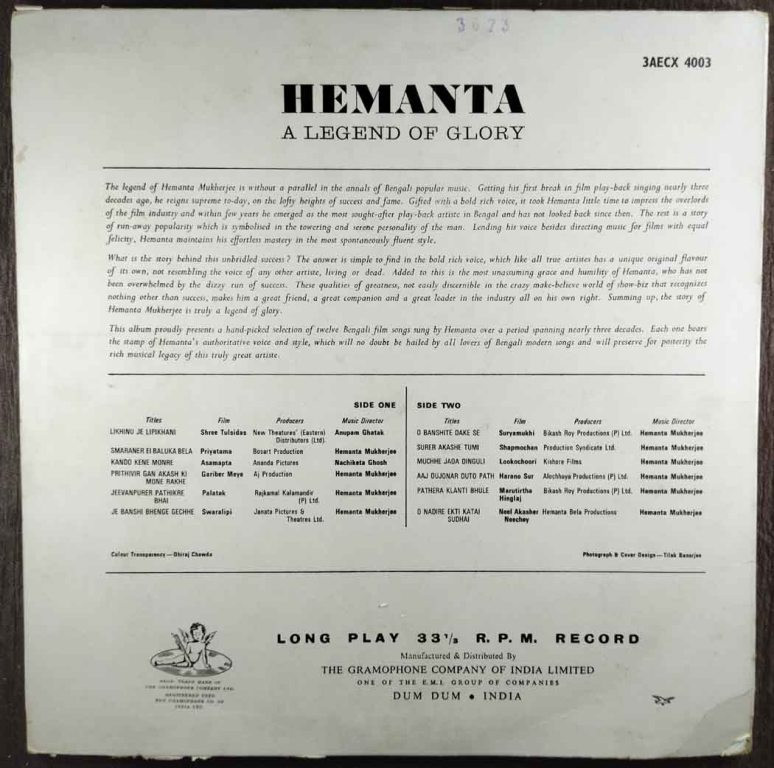 3023
3AECX 4003
HEMANTA
A LEGEND OF GLORY
The legend of Hemanta Mukherjee is without a parallel in the annals of Bengali popular music. Getting his first break in film play-back singing nearly three
decades ago, he reigns supreme to-day, on the lofty heights of success and fame. Gifted with a bold rich voice, it took Hemanta little time to impress the overlords
of the film industry and within few years he emerged as the most sought-after play-back artiste in Bengal and has not looked back since then. The rest is a story
of run-away popularity which is symbolised in the towering and serene personality of the man. Lending his voice besides directing music for films with equal
felicity, Hemanta maintains his effortless mastery in the most spontaneously fluent style.
What is the story behind this unbridled success? The answer is simple to find in the bold rich voice, which like all true artistes has a unique original flavour
of its own, not resembling the voice of any other artiste, living or dead. Added to this is the most unassuming grace and humility of Hemanta, who has not
been overwhelmed by the dizzy run of success. These qualities of greatness, not easily discernible in the crazy make-believe world of show-biz that recognizes
nothing other than success, makes him a great friend, a great companion and a great leader in the industry all on his own right. Summing up, the story of
Hemanta Mukherjee is truly a legend of glory.
This album proudly presents a hand-picked selection of twelve Bengali film songs sung by Hemanta over a period spanning nearly three decades. Each one bears
the stamp of Hemanta's authoritative voice and style, which will no doubt be hailed by all lovers of Bengali modern songs and will preserve for posterity the
rich musical legacy of this truly great artiste.
SIDE ONE
Titles Film Producers Music Director
LIKHINU JE LIPIKHANI Shree Tulsidas New Theatures' (Eastern) Distributors (Ltd). Anupam Ghatak
SMARANER EI BALUKA BELA Priyatama Bosart Production Hemanta Mukherjee
KANDO KENE MONRE Asamapta Ananda Pictures Nachiketa Ghosh
PRITHIVIR GAN AKASH KI MONE RAKHE Gariber Meye Aj Production Hemanta Mukherjee
JEEVANPURER PATHIKRE BHAI Palatak Rajkamal Kalamandir (P) Ltd. Hemanta Mukherjee
JE BANSHI BHENGE GECHHE Swaralipi Janata Pictures & Theatres Ltd. Hemanta Mukherjee
SIDE TWO
Titles Film Producers Music Director
O BANSHITE DAKE SE Suryamukhi Bikash Roy Productions (P) Ltd. Hemanta Mukherjee
SURER AKASHE TUMI Shapmochan Production Syndicate Ltd. Hemanta Mukherjee
MUCHHE JAOA DINGULI Lookochoori Kishore Films Hemanta Mukherjee
AAJ DUJONAR DUTO PATH Harano Sur Alochhaya Productions (P) Ltd. Hemanta Mukherjee
PATHERA KLANTI BHULE Marutirtha Hinglaj Bikash Roy Productions (P) Ltd. Hemanta Mukherjee
O NADIRE EKTI KATAI SUDHAI Neel Akasher Neechey Hemanta Bela Productions Hemanta Mukherjee
Colour Transparency — Dhiraj Chawda
Photograph & Cover Design — Tilak Banerjee
LONG PLAY 33⅓ R.P.M. RECORD
Manufactured & Distributed By
THE GRAMOPHONE COMPANY OF INDIA LIMITED
ONE OF THE E.M.I. GROUP OF COMPANIES
DUM DUM • INDIA
REGD. TRADE MARK OF
THE GRAMOPHONE COMPANY LTD.
REGISTERED USER
THE GRAMOPHONE CO. OF
INDIA LTD.